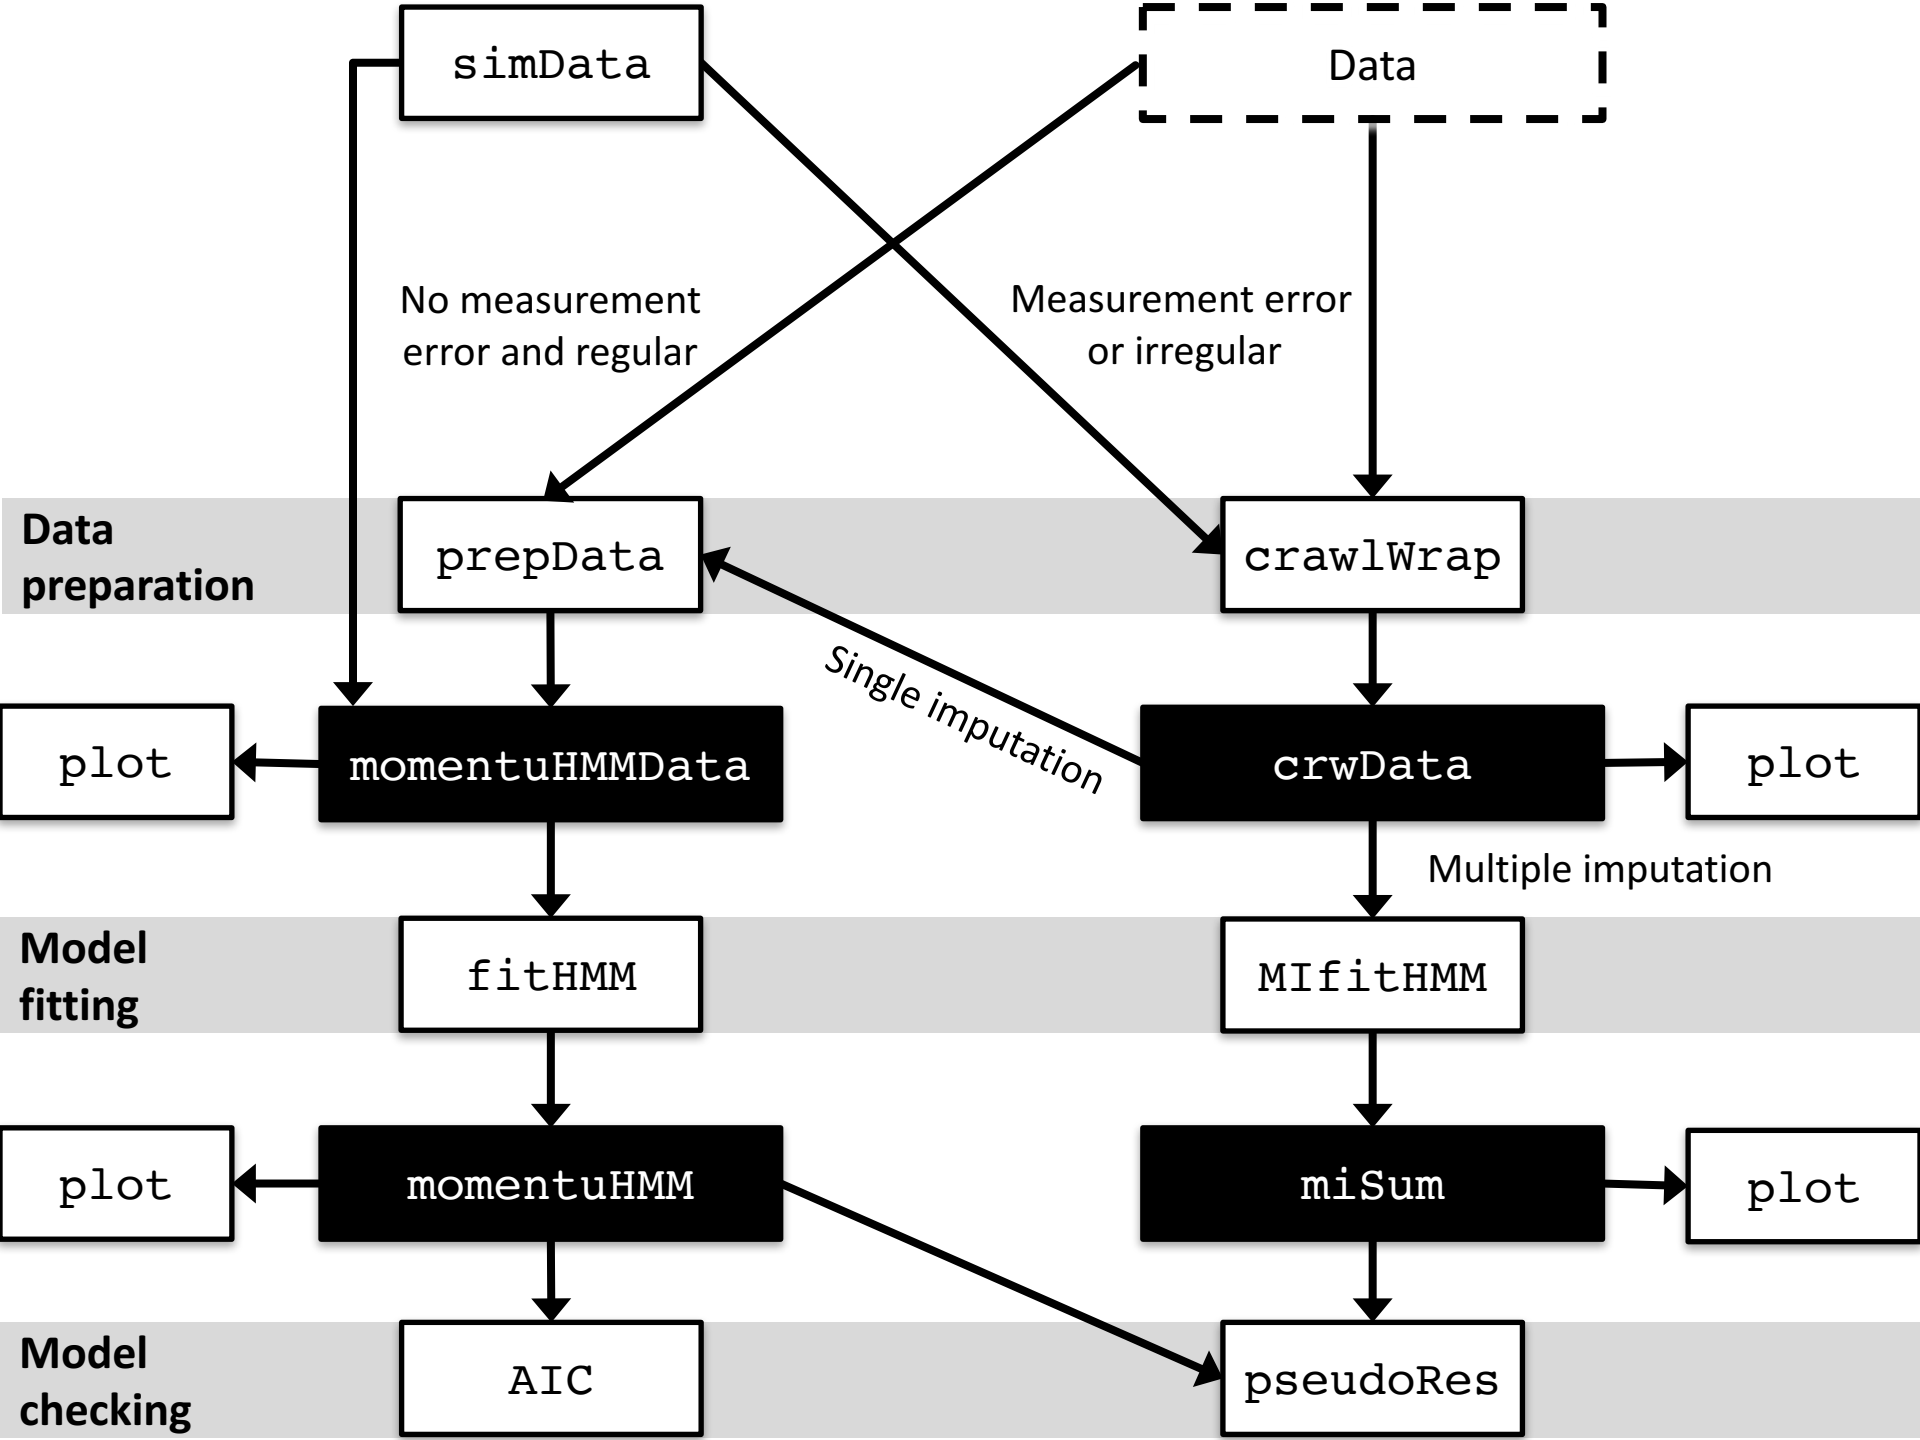 simData
Data
No measurement
error and regular
Measurement error
or irregular
Data
preparation
prepData
crawlWrap
Single imputation
plot
momentuHMMData
crwData
plot
Multiple imputation
Model
fitting
fitHMM
MIfitHMM
plot
momentuHMM
miSum
plot
Model
checking
AIC
pseudoRes